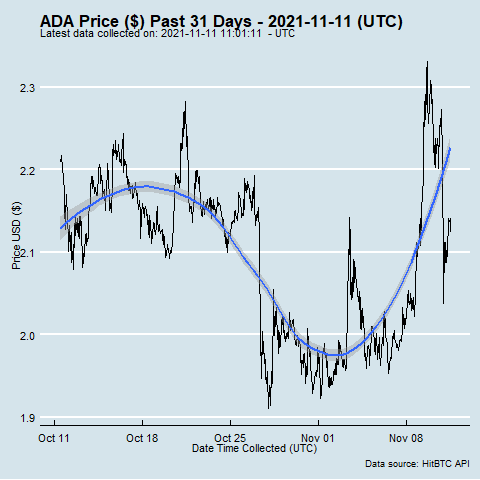 ADA Price ($) Past 31 Days - 2021-11-11 (UTC)
Latest data collected on: 2021-11-11 11:01:11 - UTC
Price USD ($)
2.3
2.2
2.1
2.0
1.9
Oct 11
Oct 18
Oct 25
Nov 01
Nov 08
Date Time Collected (UTC)
Data source: HitBTC API